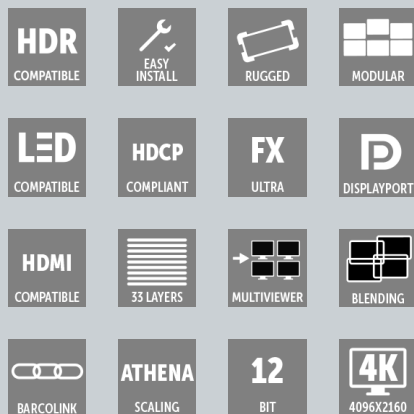 HDR
COMPATIBLE
EASY
INSTALL
RUGGED
MODULAR
LED
COMPATIBLE
HDCP
COMPLIANT
FX
ULTRA
DISPLAYPORT
HDMI
COMPATIBLE
33 LAYERS
MULTIVIEWER
BLENDING
BARCOLINK
ATHENA
SCALING
12
BIT
4K
4096X2160